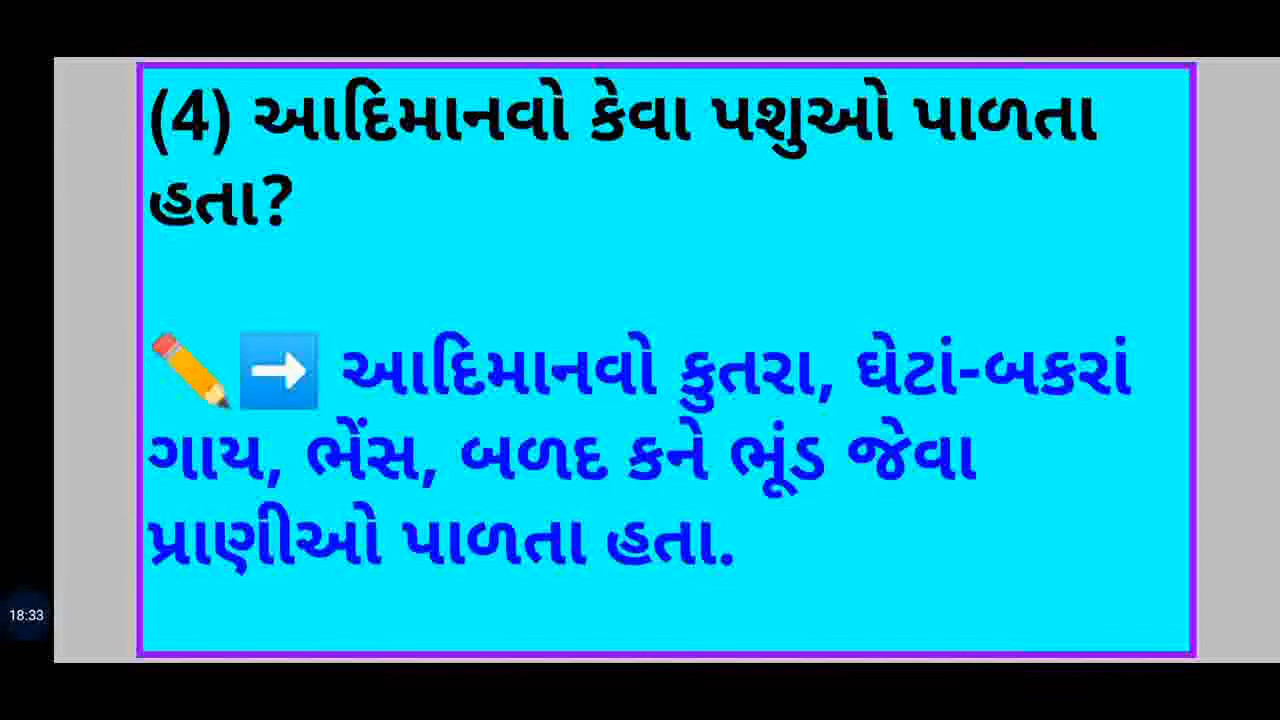 (4) આદિમાનવો કેવા પશુઓ પાળતા
હતા?
✏️➡️ આદિમાનવો કુતરા, ઘેટાં-બકરાં
ગાય, ભેંસ, બળદ કને ભૂંડ જેવા
પ્રાણીઓ પાળતા હતા.
18:33